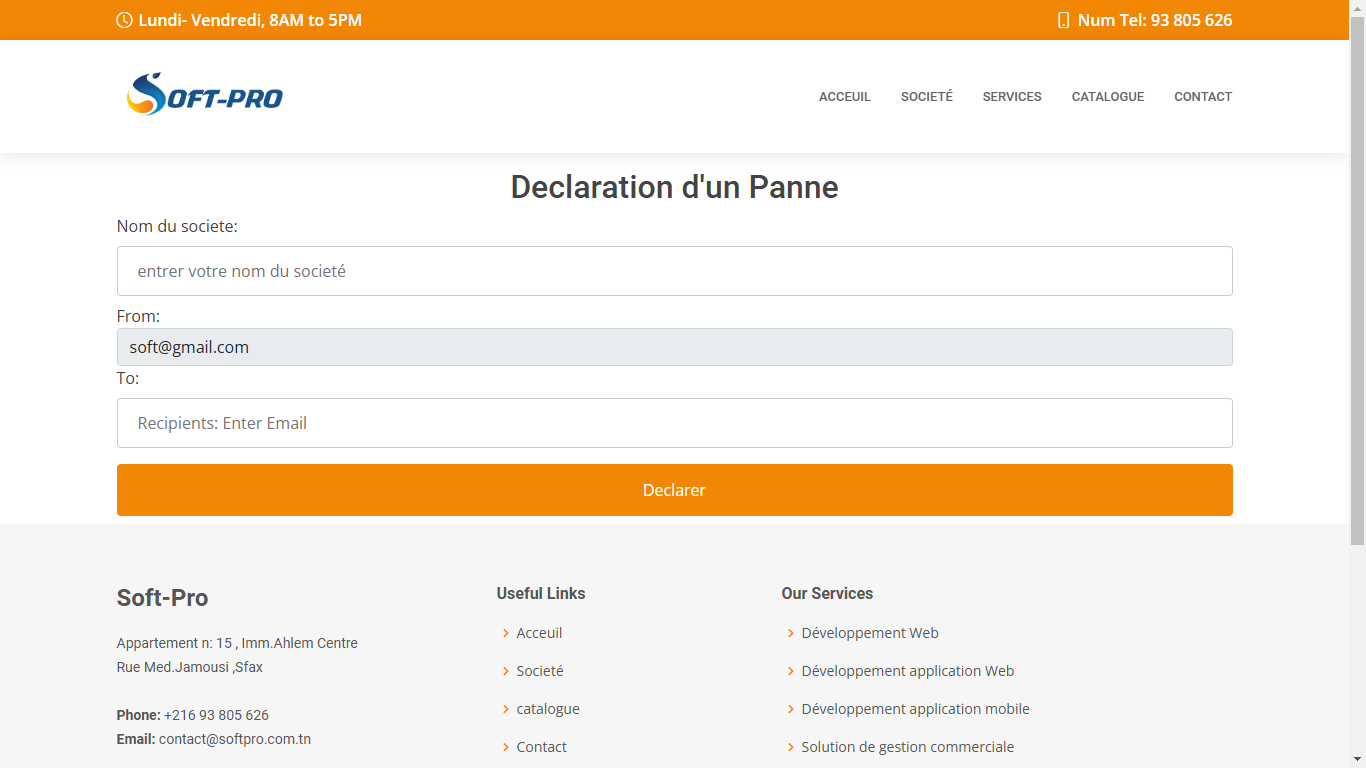 Lundi- Vendredi, 8AM to 5PM
Num Tel: 93 805 626
SOFT-PRO
ACCEUIL
SOCIETÉ
SERVICES
CATALOGUE
CONTACT
Declaration d'un Panne
Nom du societe:
entrer votre nom du societé
From:
soft@gmail.com
To:
Recipients: Enter Email
Declarer
Soft-Pro
Appartement n: 15 , Imm.Ahlem Centre
Rue Med.Jamousi ,Sfax
Phone: +216 93 805 626
Email: contact@softpro.com.tn
Useful Links
Acceuil
Societé
catalogue
Contact
Our Services
Développement Web
Développement application Web
Développement application mobile
Solution de gestion commerciale